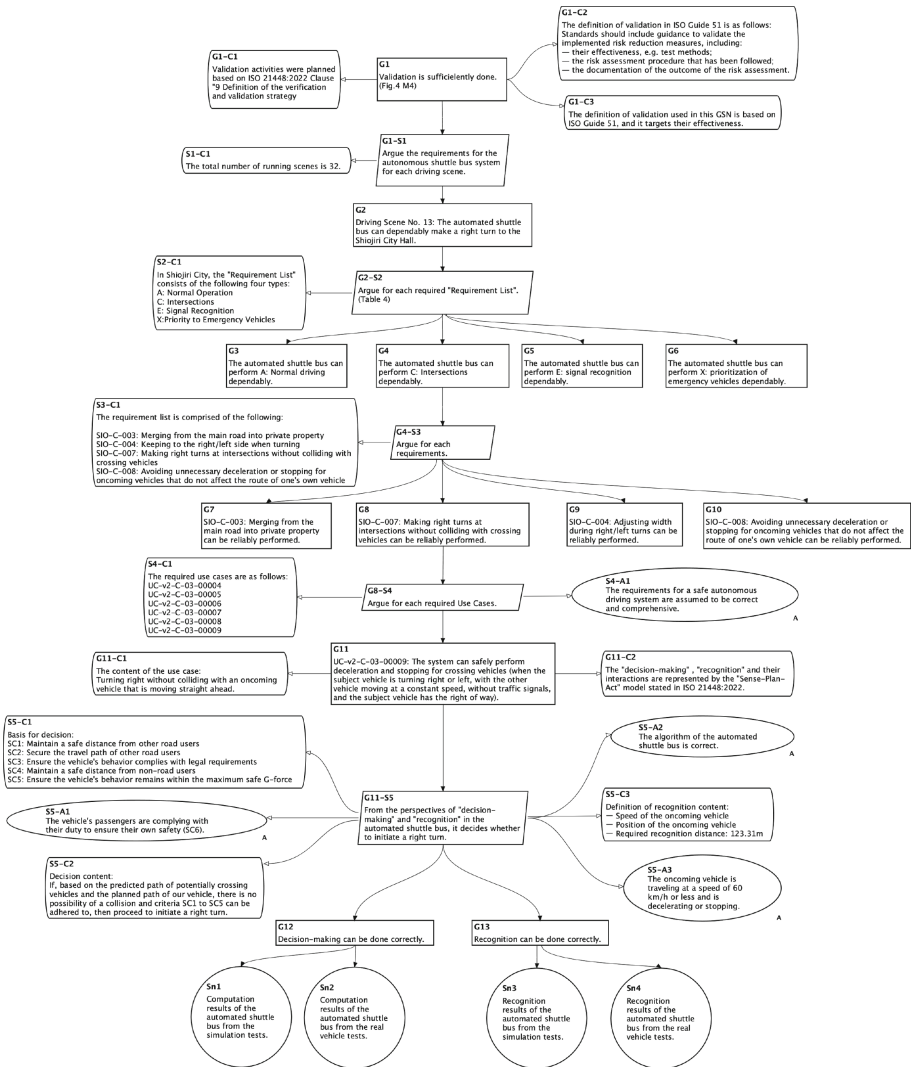 G1-C2
The definition of validation in ISO Guide 51 is as follows:
Standards should include guidance to validate the
implemented risk reduction measures, including:
— their effectiveness, e.g. test methods;
— the risk assessment procedure that has been followed;
— the documentation of the outcome of the risk assessment.
G1-C1
Validation activities were planned
based on ISO 21448:2022 Clause
"9 Definition of the verification
and validation strategy
G1
Validation is sufficielently done.
(Fig.4 M4)
G1-C3
The definition of validation used in this GSN is based on
ISO Guide 51, and it targets their effectiveness.
G1-S1
Argue the requirements for the
autonomous shuttle bus system
for each driving scene.
S1-C1
The total number of running scenes is 32.
G2
Driving Scene No. 13: The automated shuttle
bus can dependably make a right turn to the
Shiojiri City Hall.
S2-C1
In Shiojiri City, the "Requirement List"
consists of the following four types:
A: Normal Operation
C: Intersections
E: Signal Recognition
X:Priority to Emergency Vehicles
G2-S2
Argue for each required "Requirement List".
(Table 4)
G3
The automated shuttle bus can
perform A: Normal driving
dependably.
G4
The automated shuttle bus can
perform C: Intersections
dependably.
G5
The automated shuttle bus can
perform E: signal recognition
dependably.
G6
The automated shuttle bus can
perform X: prioritization of
emergency vehicles dependably.
S3-C1
The requirement list is comprised of the following:
SIO-C-003: Merging from the main road into private property
SIO-C-004: Keeping to the right/left side when turning
SIO-C-007: Making right turns at intersections without colliding with
crossing vehicles
SIO-C-008: Avoiding unnecessary deceleration or stopping for
oncoming vehicles that do not affect the route of one's own vehicle
G4-S3
Argue for each
requirements.
G7
SIO-C-003: Merging from the
main road into private property
can be reliably performed.
G8
SIO-C-007: Making right turns at
intersections without colliding with crossing
vehicles can be reliably performed.
G9
SIO-C-004: Adjusting width
during right/left turns can be
reliably performed.
G10
SIO-C-008: Avoiding unnecessary deceleration or
stopping for oncoming vehicles that do not affect the
route of one's own vehicle can be reliably performed.
S4-C1
The required use cases are as follows:
UC-v2-C-03-00004
UC-v2-C-03-00005
UC-v2-C-03-00006
UC-v2-C-03-00007
UC-v2-C-03-00008
UC-v2-C-03-00009
G8-S4
Argue for each required Use Cases.
S4-A1
The requirements for a safe autonomous
driving system are assumed to be correct
and comprehensive.
A
G11-C1
The content of the use case:
Turning right without colliding with an oncoming
vehicle that is moving straight ahead.
G11
UC-v2-C-03-00009: The system can safely perform
deceleration and stopping for crossing vehicles (when the
subject vehicle is turning right or left, with the other
vehicle moving at a constant speed, without traffic signals,
and the subject vehicle has the right of way).
G11-C2
The "decision-making" , "recognition" and their
interactions are represented by the "Sense-Plan-
Act" model stated in ISO 21448:2022.
S5-C1
Basis for decision:
SC1: Maintain a safe distance from other road users
SC2: Secure the travel path of other road users
SC3: Ensure the vehicle's behavior complies with legal requirements
SC4: Maintain a safe distance from non-road users
SC5: Ensure the vehicle's behavior remains within the maximum safe G-force
S5-A2
The algorithm of the automated
shuttle bus is correct.
A
S5-A1
The vehicle's passengers are complying with
their duty to ensure their own safety (SC6).
A
G11-S5
From the perspectives of "decision-
making" and "recognition" in the
automated shuttle bus, it decides whether
to initiate a right turn.
S5-C3
Definition of recognition content:
— Speed of the oncoming vehicle
— Position of the oncoming vehicle
— Required recognition distance: 123.31m
S5-C2
Decision content:
If, based on the predicted path of potentially crossing
vehicles and the planned path of our vehicle, there is no
possibility of a collision and criteria SC1 to SC5 can be
adhered to, then proceed to initiate a right turn.
S5-A3
The oncoming vehicle is
traveling at a speed of 60
km/h or less and is
decelerating or stopping.
A
G12
Decision-making can be done correctly.
G13
Recognition can be done correctly.
Sn1
Computation
results of the
automated shuttle
bus from the
simulation tests.
Sn2
Computation
results of the
automated shuttle
bus from the real
vehicle tests.
Sn3
Recognition
results of the
automated shuttle
bus from the
simulation tests.
Sn4
Recognition
results of the
automated shuttle
bus from the real
vehicle tests.